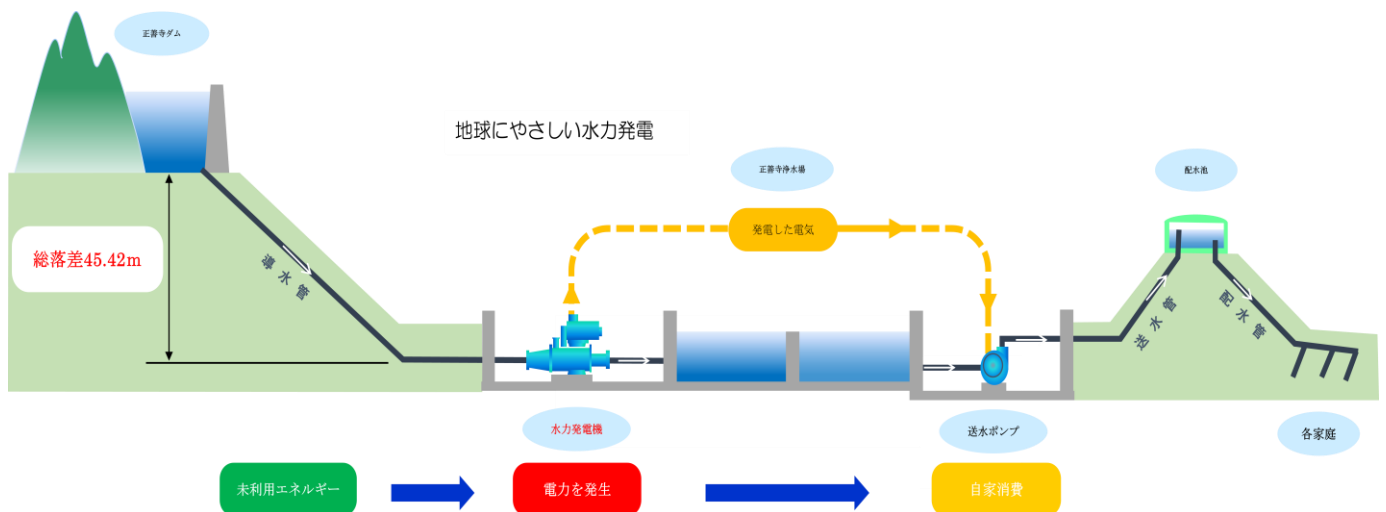 正善寺ダム
地球にやさしい水力発電
正善寺浄水場
配水池
発電した電気
総落差45.42m
導水管
送水管
配水管
水力発電機
送水ポンプ
各家庭
未利用エネルギー
電力を発生
自家消費